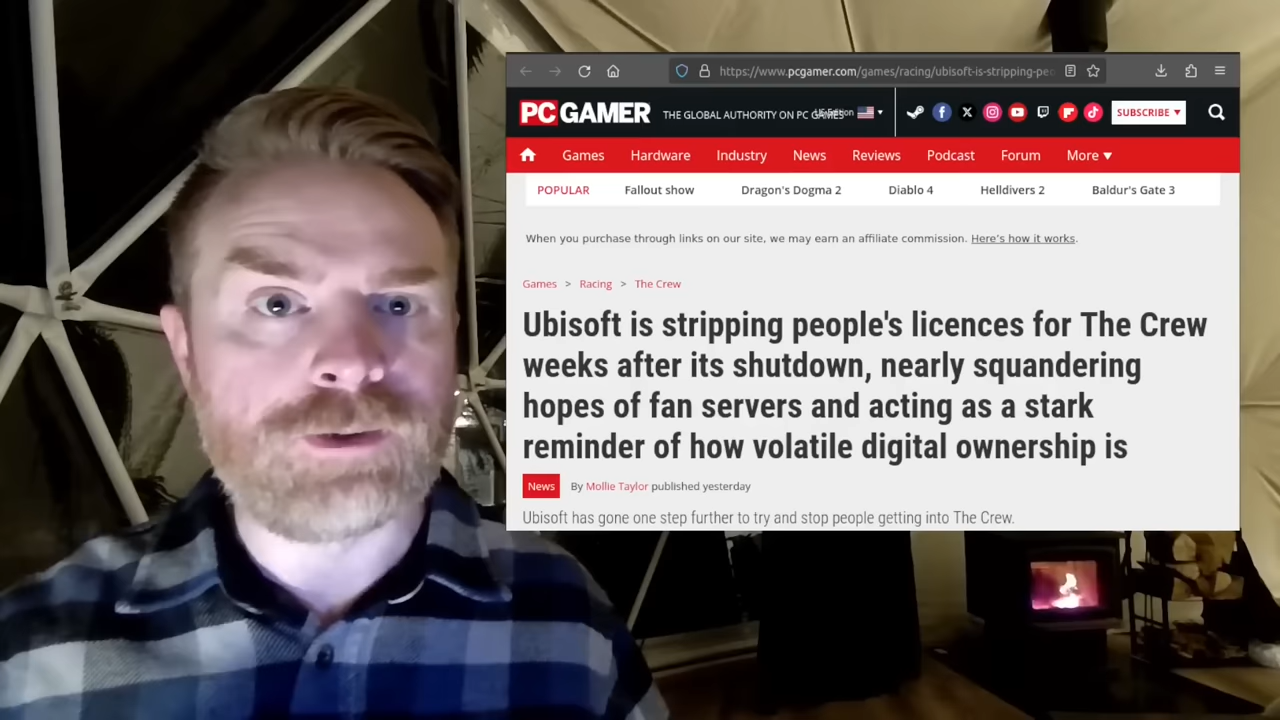 https://www.pcgamer.com/games/racing/ubisoft-is-stripping-peo
PC GAMER THE GLOBAL AUTHORITY ON PC GAMES US Edition SUBSCRIBE
Games Hardware Industry News Reviews Podcast Forum More
POPULAR Fallout show Dragon's Dogma 2 Diablo 4 Helldivers 2 Baldur's Gate 3
When you purchase through links on our site, we may earn an affiliate commission. Here's how it works.
Games > Racing > The Crew
Ubisoft is stripping people's licences for The Crew
weeks after its shutdown, nearly squandering
hopes of fan servers and acting as a stark
reminder of how volatile digital ownership is
News By Mollie Taylor published yesterday
Ubisoft has gone one step further to try and stop people getting into The Crew.